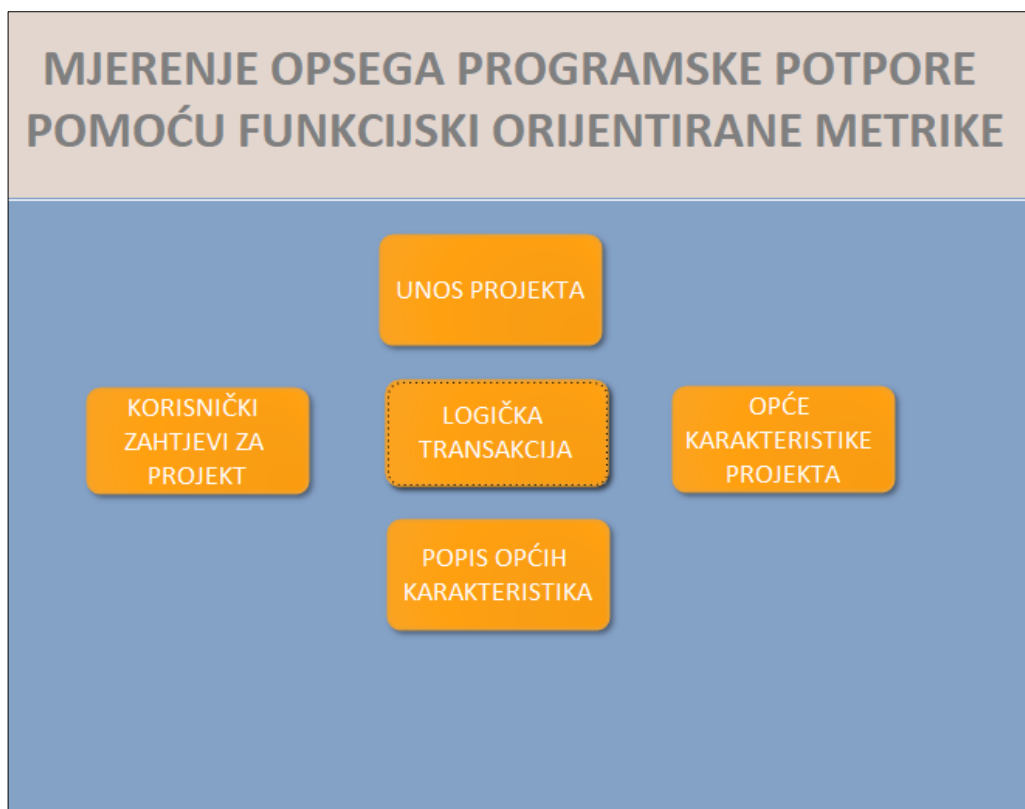 MJERENJE OPSEGA PROGRAMSKE POTPORE
POMOĆU FUNKCIJSKI ORIJENTIRANE METRIKE
UNOS PROJEKTA
KORISNIČKI
ZAHTJEVI ZA
PROJEKT
LOGIČKA
TRANSAKCIJA
OPĆE
KARAKTERISTIKE
PROJEKTA
POPIS OPĆIH
KARAKTERISTIKA